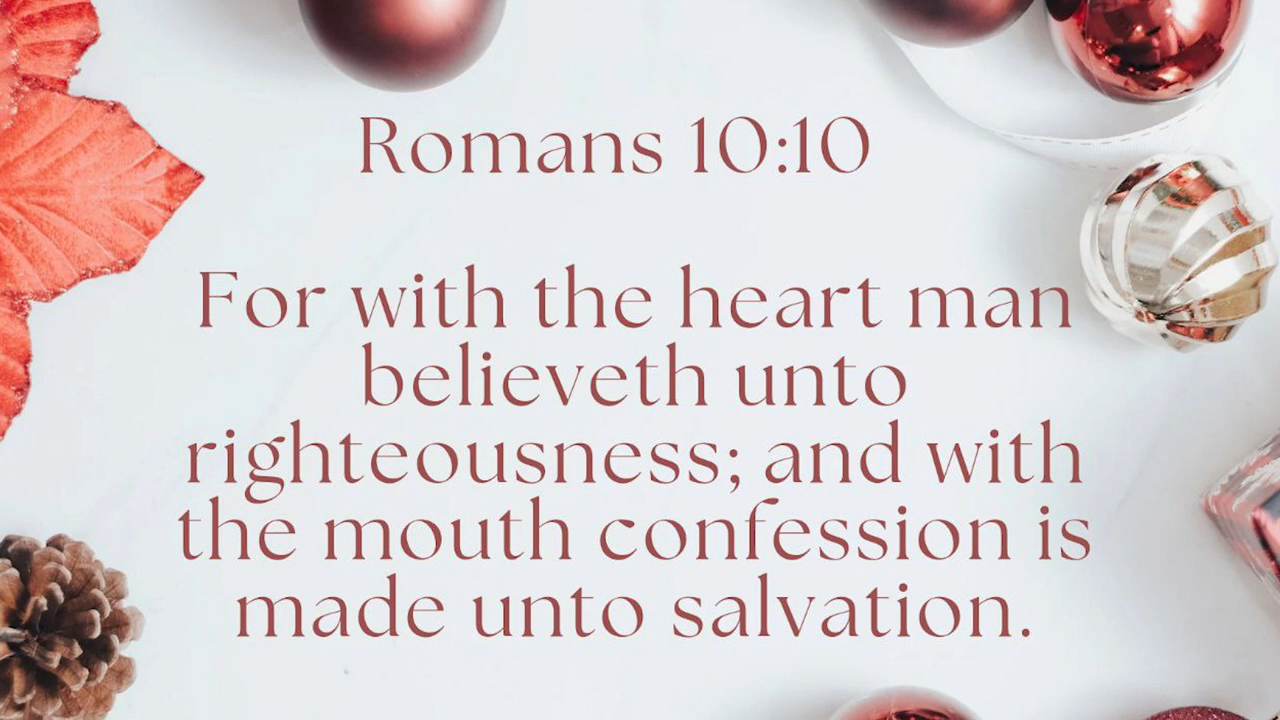 Romans 10:10
For with the heart man
believeth unto
righteousness; and with
the mouth confession is
made unto salvation.